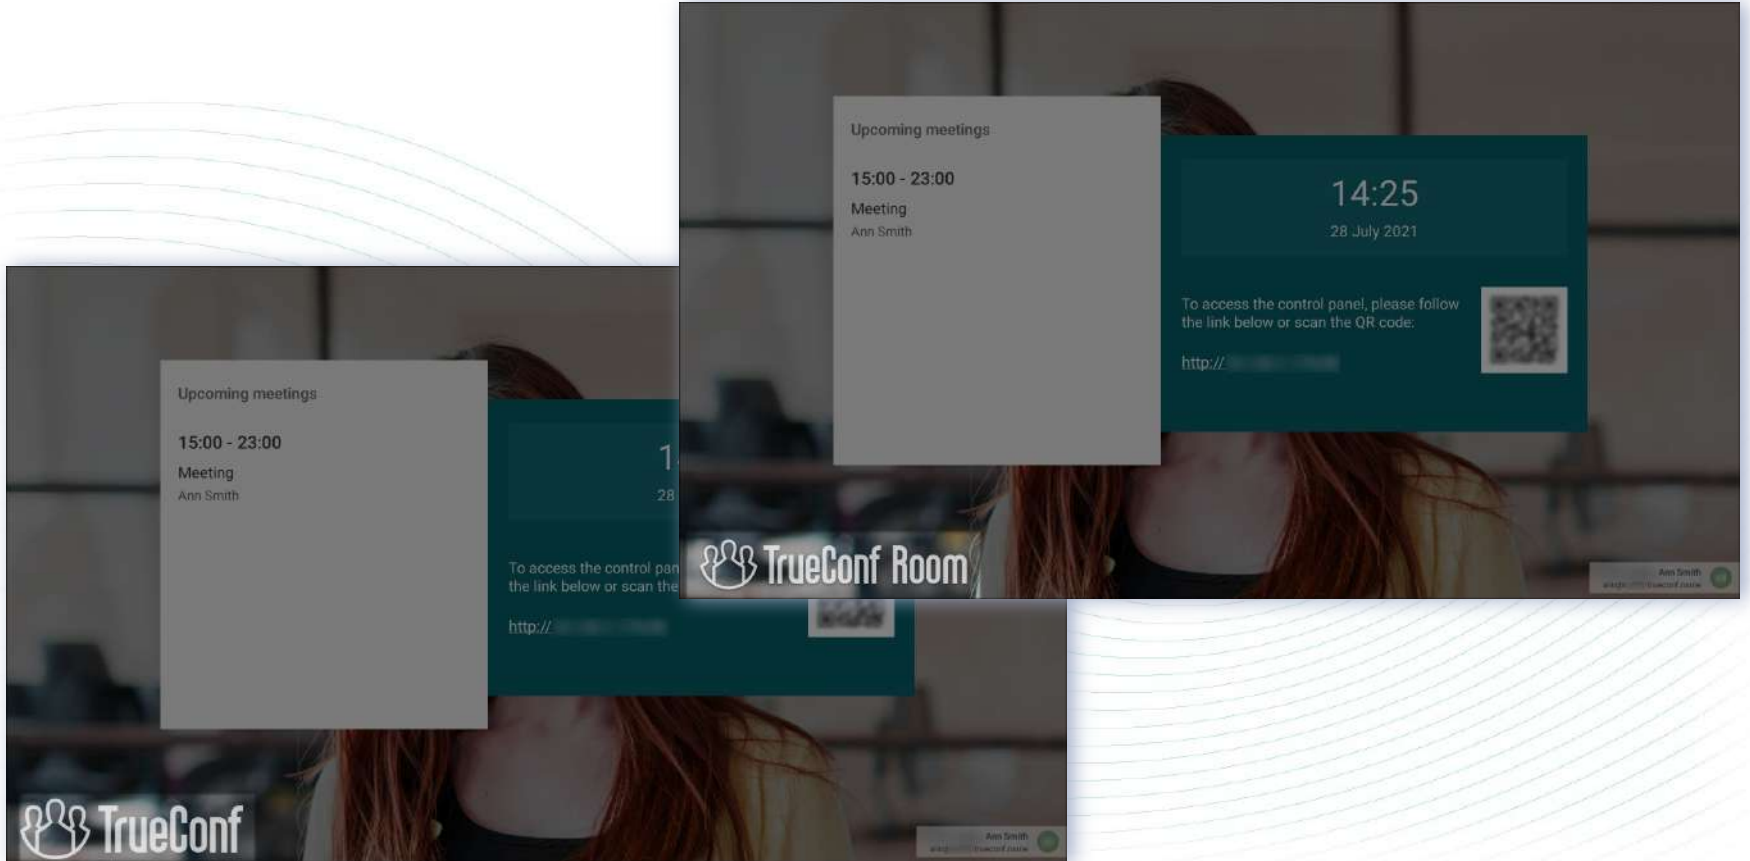 Upcoming meetings
15:00 - 23:00
Meeting
Ann Smith
14:25
28 July 2021
To access the control panel, please follow
the link below or scan the QR code:
http://
TrueConf Room
Ann Smith
Upcoming meetings
15:00 - 23:00
Meeting
Ann Smith
1
28
To access the control pan
the link below or scan the
http://
TrueConf
Ann Smith